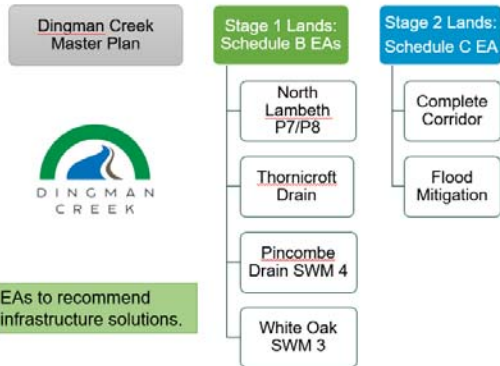 Dingman Creek
Master Plan
Stage 1 Lands:
Schedule B EAs
Stage 2 Lands:
Schedule C EA
North
Lambeth
P7/P8
Thornicroft
Drain
Pincombe
Drain SWM 4
White Oak
SWM 3
Complete
Corridor
Flood
Mitigation
DINGMAN
CREEK
EAs to recommend
infrastructure solutions.